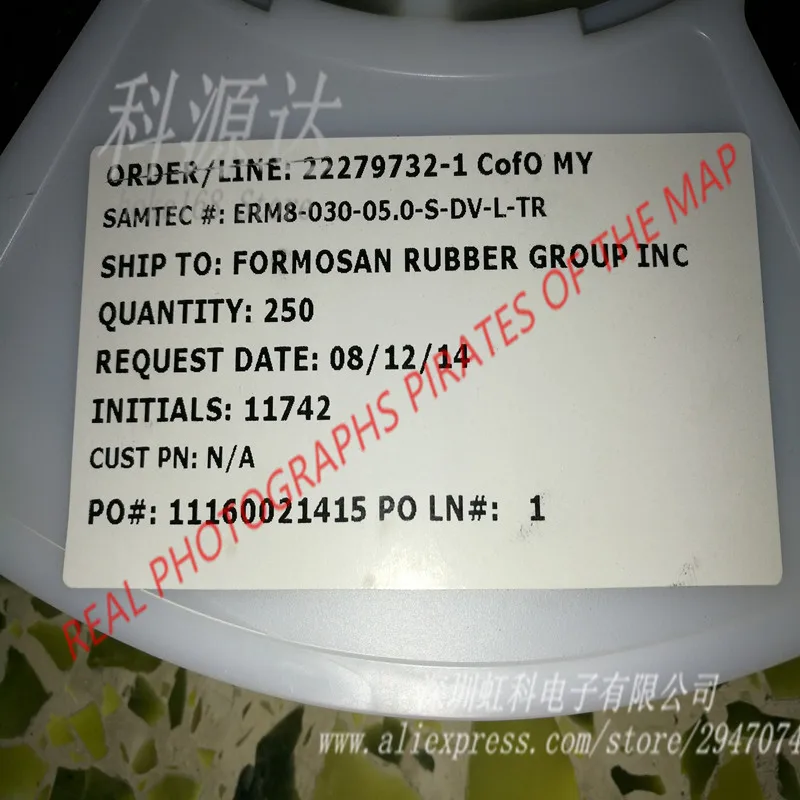 科源达
ORDER/LINE: 22279732-1 CofO MY
Store
SAMTEC #: ERM8-030-05.0-S-DV-L-TR
SHIP TO: FORMOSAN RUBBER GROUP INC
QUANTITY: 250
REQUEST DATE: 08/12/14
INITIALS: 11742
CUST PN: N/A
PO#: 11160021415 PO LN#: 1
REAL PHOTOGRAPHS PIRATES OF THE MAP
圳虹科电子有限公司
www.aliexpress.com/store/2947074